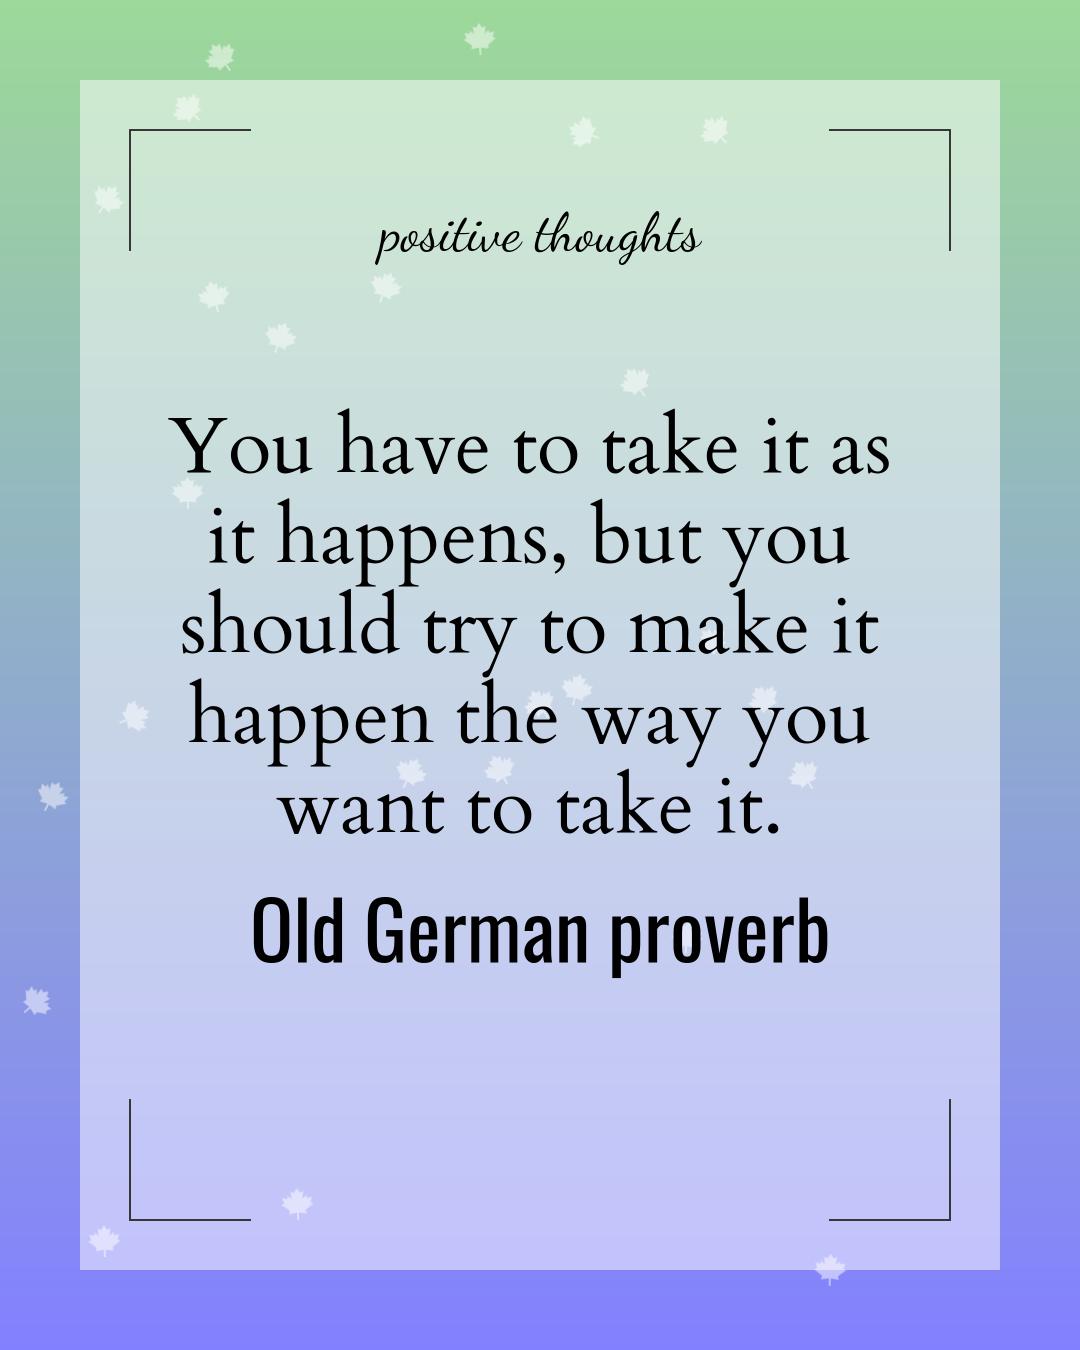 positive thoughts
You have to take it as
it happens, but you
should try to make it
happen the way you
want to take it.
Old German proverb